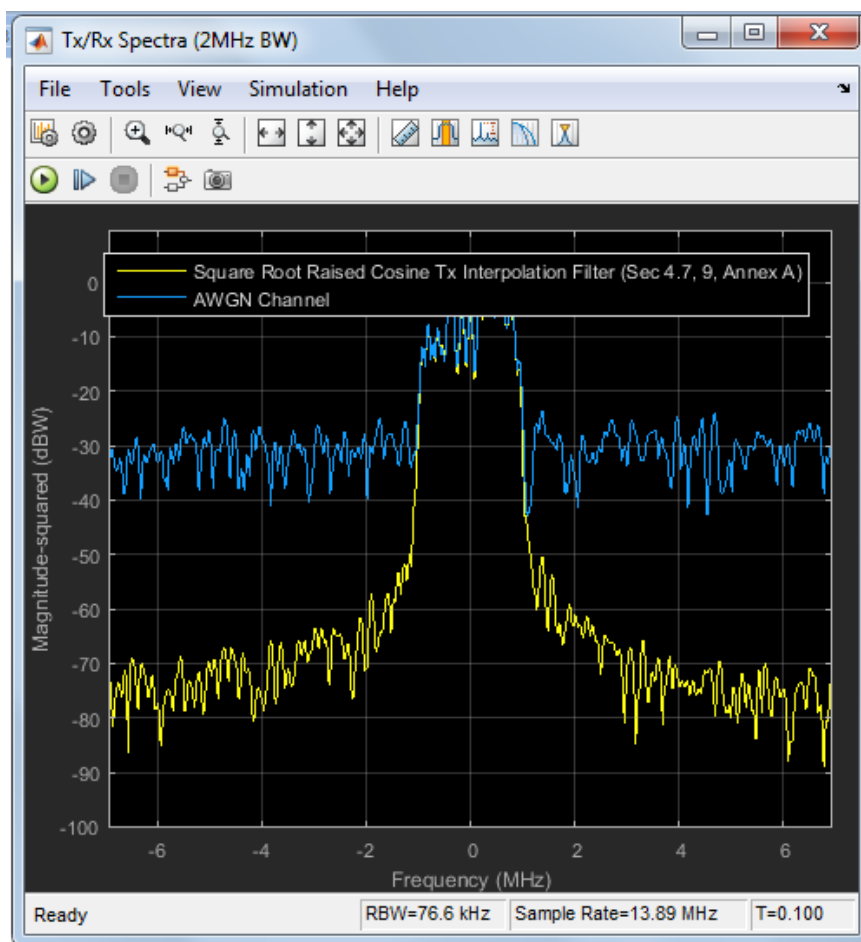 Tx/Rx Spectra (2MHz BW)
File Tools View Simulation Help
Square Root Raised Cosine Tx Interpolation Filter (Sec 4.7, 9, Annex A)
AWGN Channel
0
-10
-20
-30
-40
-50
-60
-70
-80
-90
-100
Magnitude-squared (dBW)
-6 -4 -2 0 2 4 6
Frequency (MHz)
Ready RBW=76.6 kHz Sample Rate=13.89 MHz T=0.100